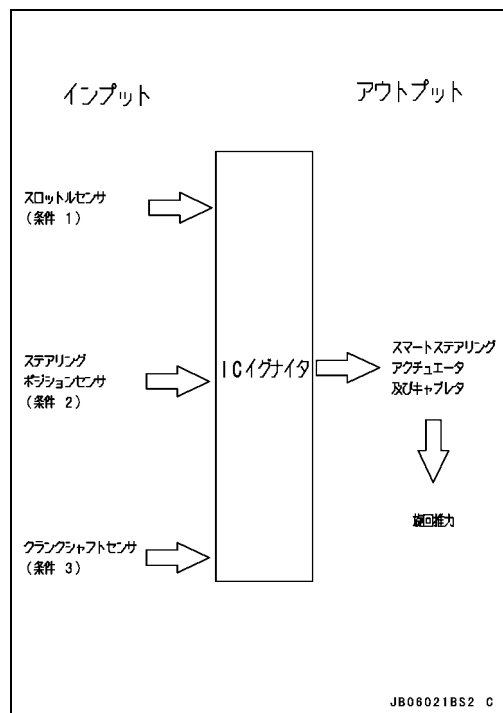 インプット
アウトプット
スロットルセンサ
(条件 1)
ステアリング
ポジションセンサ
(条件 2)
クランクシャフトセンサ
(条件 3)
ICイグナイタ
スマートステアリング
アクチュエータ
及びキャブレタ
旋回推力
JB06021BS2 C